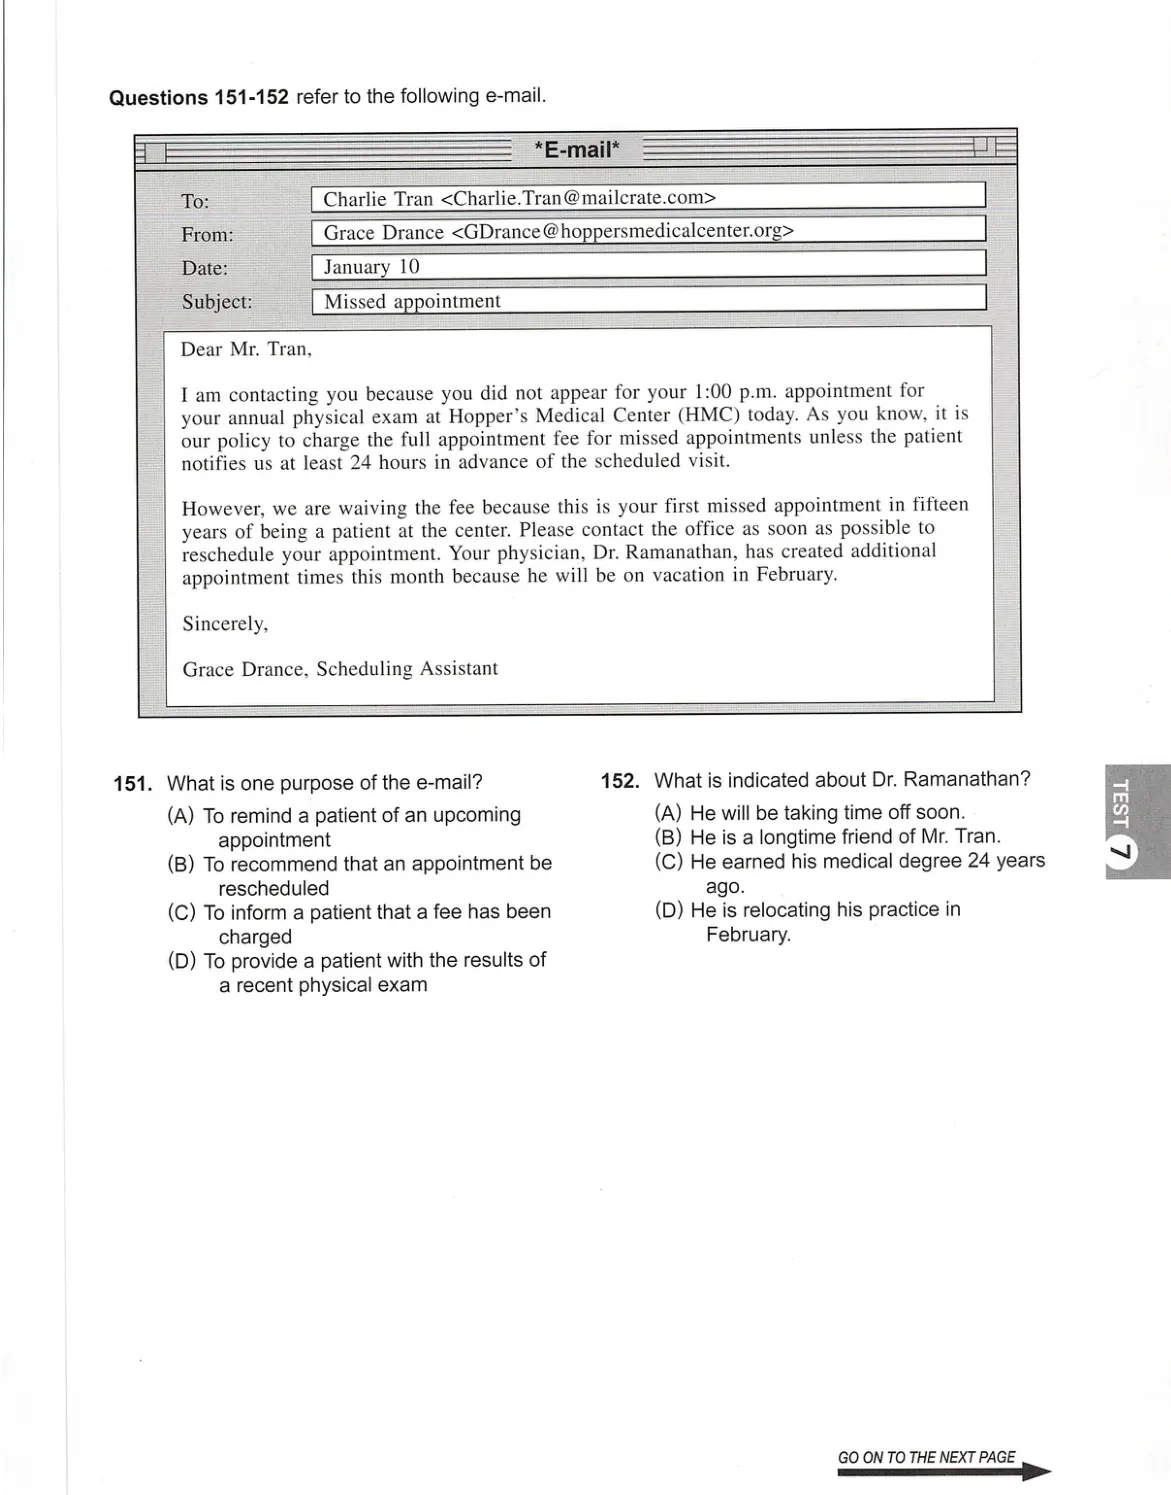 Questions 151-152 refer to the following e-mail.
*E-mail*
To: Charlie Tran <Charlie.Tran@mailcrate.com>
From: Grace Drance <GDrance@hoppersmedicalcenter.org>
Date: January 10
Subject: Missed appointment
Dear Mr. Tran,
I am contacting you because you did not appear for your 1:00 p.m. appointment for
your annual physical exam at Hopper's Medical Center (HMC) today. As you know, it is
our policy to charge the full appointment fee for missed appointments unless the patient
notifies us at least 24 hours in advance of the scheduled visit.
However, we are waiving the fee because this is your first missed appointment in fifteen
years of being a patient at the center. Please contact the office as soon as possible to
reschedule your appointment. Your physician, Dr. Ramanathan, has created additional
appointment times this month because he will be on vacation in February.
Sincerely,
Grace Drance, Scheduling Assistant
151. What is one purpose of the e-mail?
(A) To remind a patient of an upcoming
appointment
(B) To recommend that an appointment be
rescheduled
(C) To inform a patient that a fee has been
charged
(D) To provide a patient with the results of
a recent physical exam
152. What is indicated about Dr. Ramanathan?
(A) He will be taking time off soon.
(B) He is a longtime friend of Mr. Tran.
(C) He earned his medical degree 24 years
ago.
(D) He is relocating his practice in
February.
TEST 7
GO ON TO THE NEXT PAGE